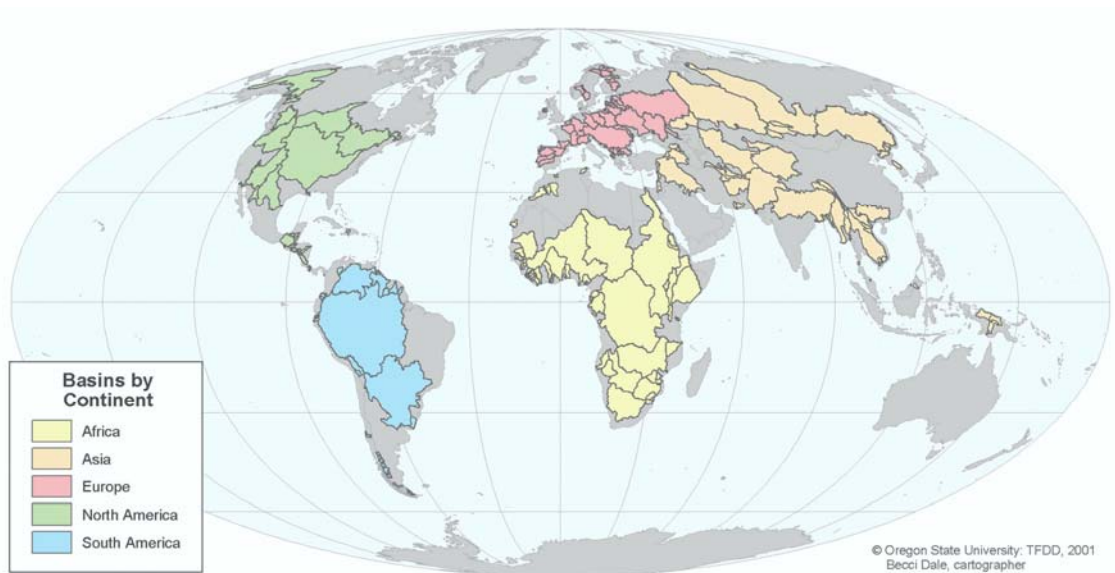 Basins by
Continent
Africa
Asia
Europe
North America
South America
© Oregon State University: TFDD, 2001
Becci Dale, cartographer